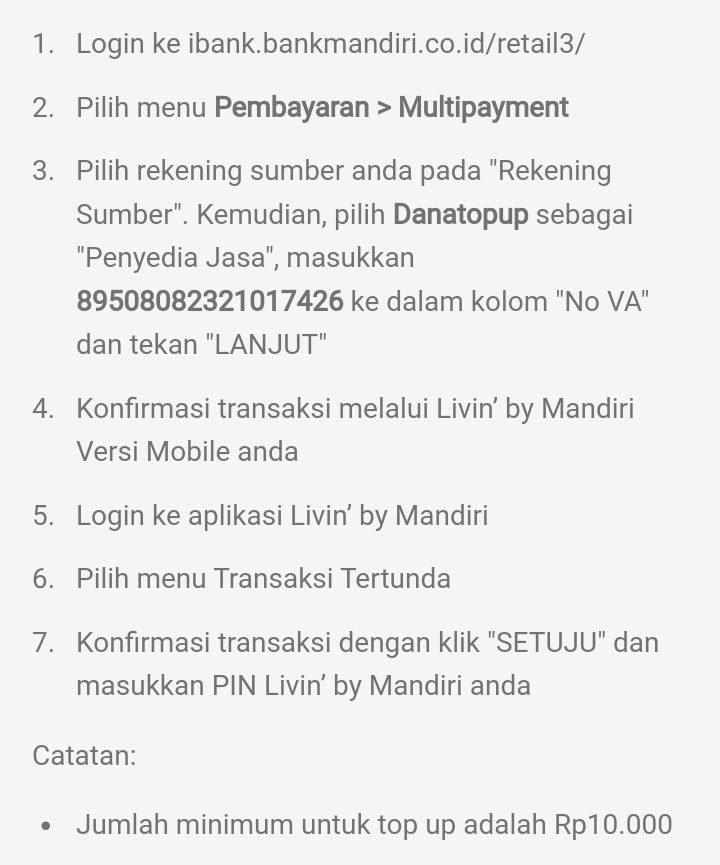 1. Login ke ibank.bankmandiri.co.id/retail3/
2. Pilih menu Pembayaran > Multipayment
3. Pilih rekening sumber anda pada "Rekening
Sumber". Kemudian, pilih Danatopup sebagai
"Penyedia Jasa", masukkan
89508082321017426 ke dalam kolom "No VA"
dan tekan "LANJUT"
4. Konfirmasi transaksi melalui Livin’ by Mandiri
Versi Mobile anda
5. Login ke aplikasi Livin’ by Mandiri
6. Pilih menu Transaksi Tertunda
7. Konfirmasi transaksi dengan klik "SETUJU" dan
masukkan PIN Livin’ by Mandiri anda
Catatan:
• Jumlah minimum untuk top up adalah Rp10.000